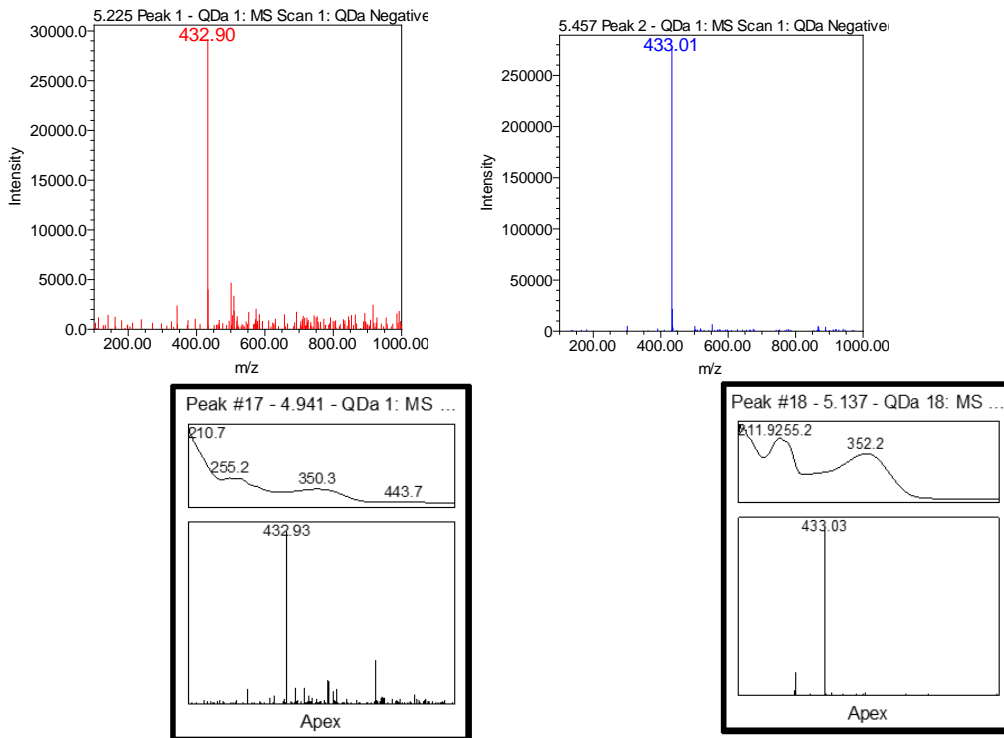 5.225 Peak 1 - QDa 1: MS Scan 1: QDa Negative
432.90
30000.0
25000.0
20000.0
15000.0
10000.0
5000.0
0.0
Intensity
200.00 400.00 600.00 800.00 1000.00
m/z
5.457 Peak 2 - QDa 1: MS Scan 1: QDa Negative(
433.01
250000
200000
150000
100000
50000
0
Intensity
200.00 400.00 600.00 800.00 1000.00
m/z
Peak #17 - 4.941 - QDa 1: MS ...
210.7
255.2
350.3
443.7
432.93
Apex
Peak #18 - 5.137 - QDa 18: MS ...
211.9 255.2
352.2
433.03
Apex